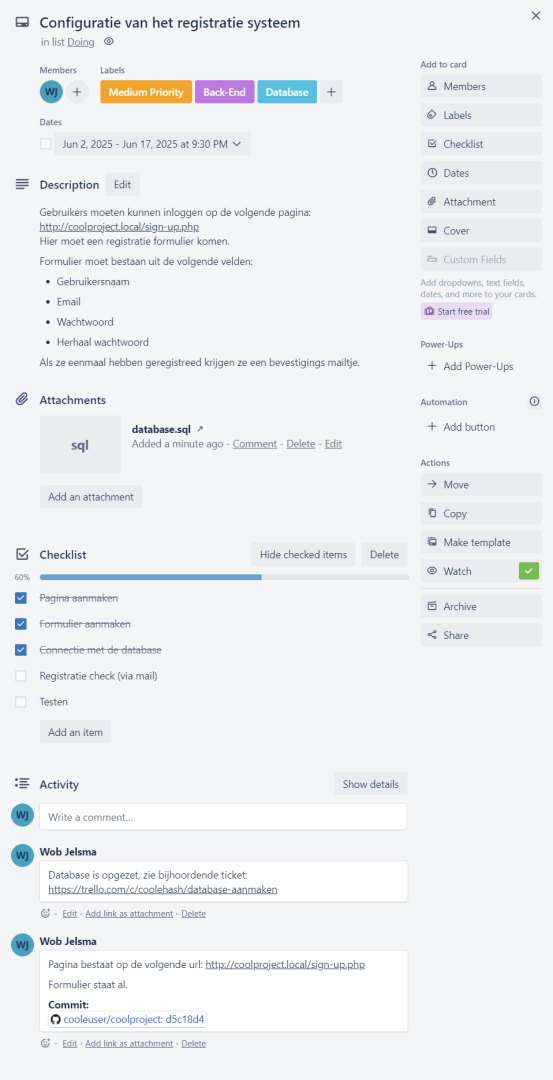 Configuratie van het registratie systeem
in list Doing
Members
Labels
WJ
Medium Priority
Back-End
Database
Dates
Jun 2, 2025 - Jun 17, 2025 at 9:30 PM
Description
Edit
Gebruikers moeten kunnen inloggen op de volgende pagina:
http://coolproject.local/sign-up.php
Hier moet een registratie formulier komen.
Formulier moet bestaan uit de volgende velden:
• Gebuikersnaam
• Email
• Wachtwoord
• Herhaal wachtwoord
Als ze eenmaal hebben geregistreed krijgen ze een bevestigings mailtje.
Attachments
sql
database.sql ↗
Added a minute ago - Comment - Delete - Edit
Add an attachment
Checklist
Hide checked items
Delete
60%
Pagina aanmaken
Formulier aanmaken
Connectie met de database
Registratie check (via mail)
Testen
Add an item
Activity
Show details
WJ
Write a comment...
WJ
Wob Jelsma
Database is opgezet, zie bijhoordende ticket:
https://trello.com/c/coolehash/database-aanmaken
- Edit - Add link as attachment - Delete
WJ
Wob Jelsma
Pagina bestaat op de volgende url: http://coolproject.local/sign-up.php
Formulier staat al.
Commit:
cooleuser/coolproject: d5c18d4
- Edit - Add link as attachment - Delete
Add to card
Members
Labels
Checklist
Dates
Attachment
Cover
Custom Fields
Add dropdowns, text fields,
dates, and more to your cards.
Start free trial
Power-Ups
+ Add Power-Ups
Automation
+ Add button
Actions
Move
Copy
Make template
Watch
Archive
Share